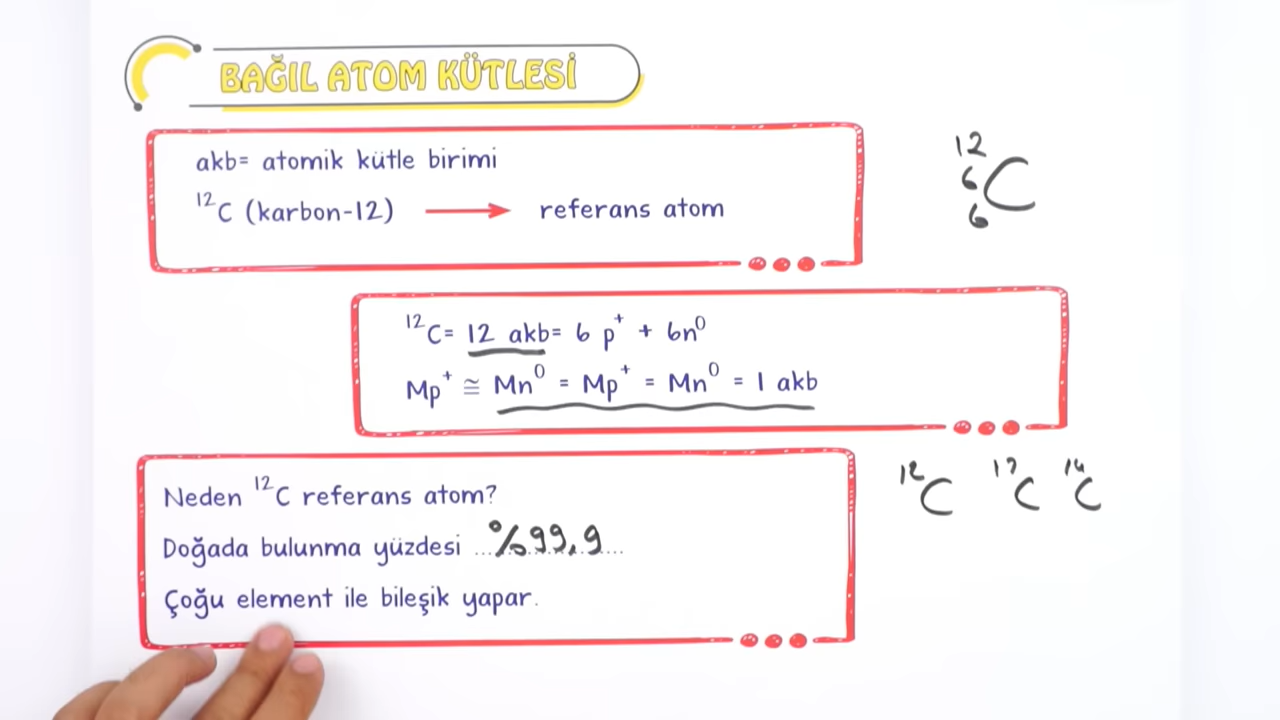 BAĞIL ATOM KÜTLESİ
akb= atomik kütle birimi
¹²C (karbon-12) → referans atom
12
6 C
6
¹²C= 12 akb= 6 p⁺ + 6n⁰
Mp⁺ ≅ Mn⁰ = Mp⁺ = Mn⁰ = 1 akb
Neden ¹²C referans atom?
Doğada bulunma yüzdesi ...%99,9...
Çoğu element ile bileşik yapar.
¹²C ¹³C ¹⁴C